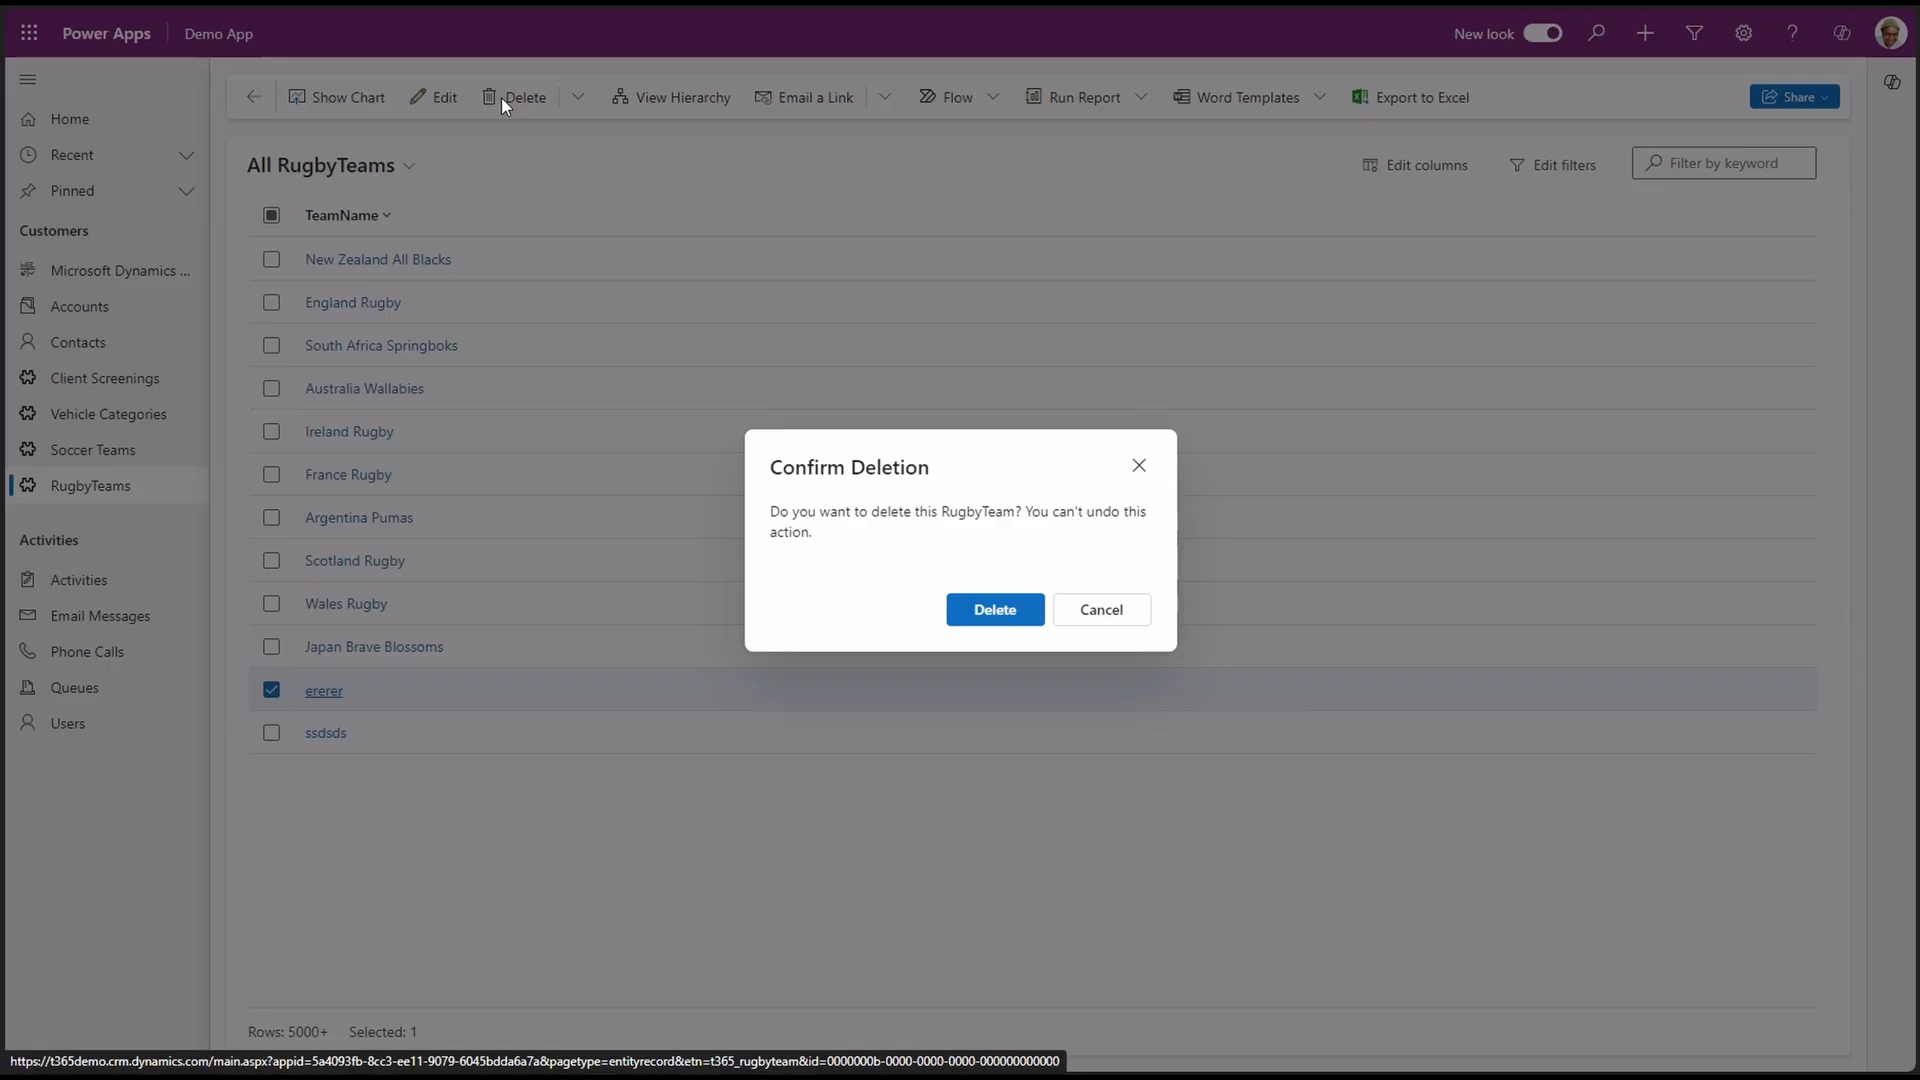 Power Apps
Demo App
New look
Show Chart
Edit
Delete
View Hierarchy
Email a Link
Flow
Run Report
Word Templates
Export to Excel
Share
Home
Recent
Pinned
Customers
Microsoft Dynamics ...
Accounts
Contacts
Client Screenings
Vehicle Categories
Soccer Teams
RugbyTeams
Activities
Activities
Email Messages
Phone Calls
Queues
Users
All RugbyTeams
Edit columns
Edit filters
Filter by keyword
TeamName
New Zealand All Blacks
England Rugby
South Africa Springboks
Australia Wallabies
Ireland Rugby
France Rugby
Argentina Pumas
Scotland Rugby
Wales Rugby
Japan Brave Blossoms
ererer
ssdsds
Confirm Deletion
Do you want to delete this RugbyTeam? You can't undo this
action.
Delete
Cancel
Rows: 5000+
Selected: 1
https://t365demo.crm.dynamics.com/main.aspx?appid=5a4093fb-8cc3-ee11-9079-6045bdda6a7a&pagetype=entityrecord&etn=t365_rugbyteam&id=0000000b-0000-0000-0000-000000000000